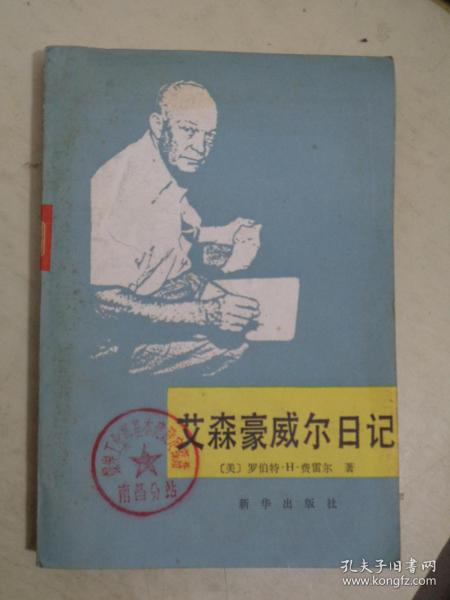 艾森豪威尔日记
〔美〕罗伯特·H·费雷尔 著
新华出版社
南昌分站
孔夫子旧书网
www.kongfz.com